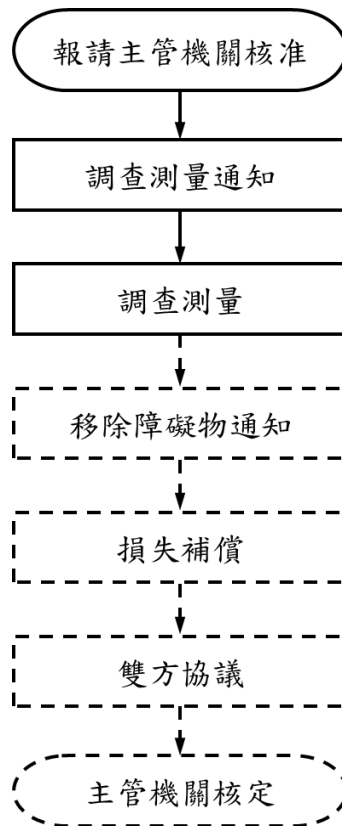 報請主管機關核准
調查測量通知
調查測量
移除障礙物通知
損失補償
雙方協議
主管機關核定